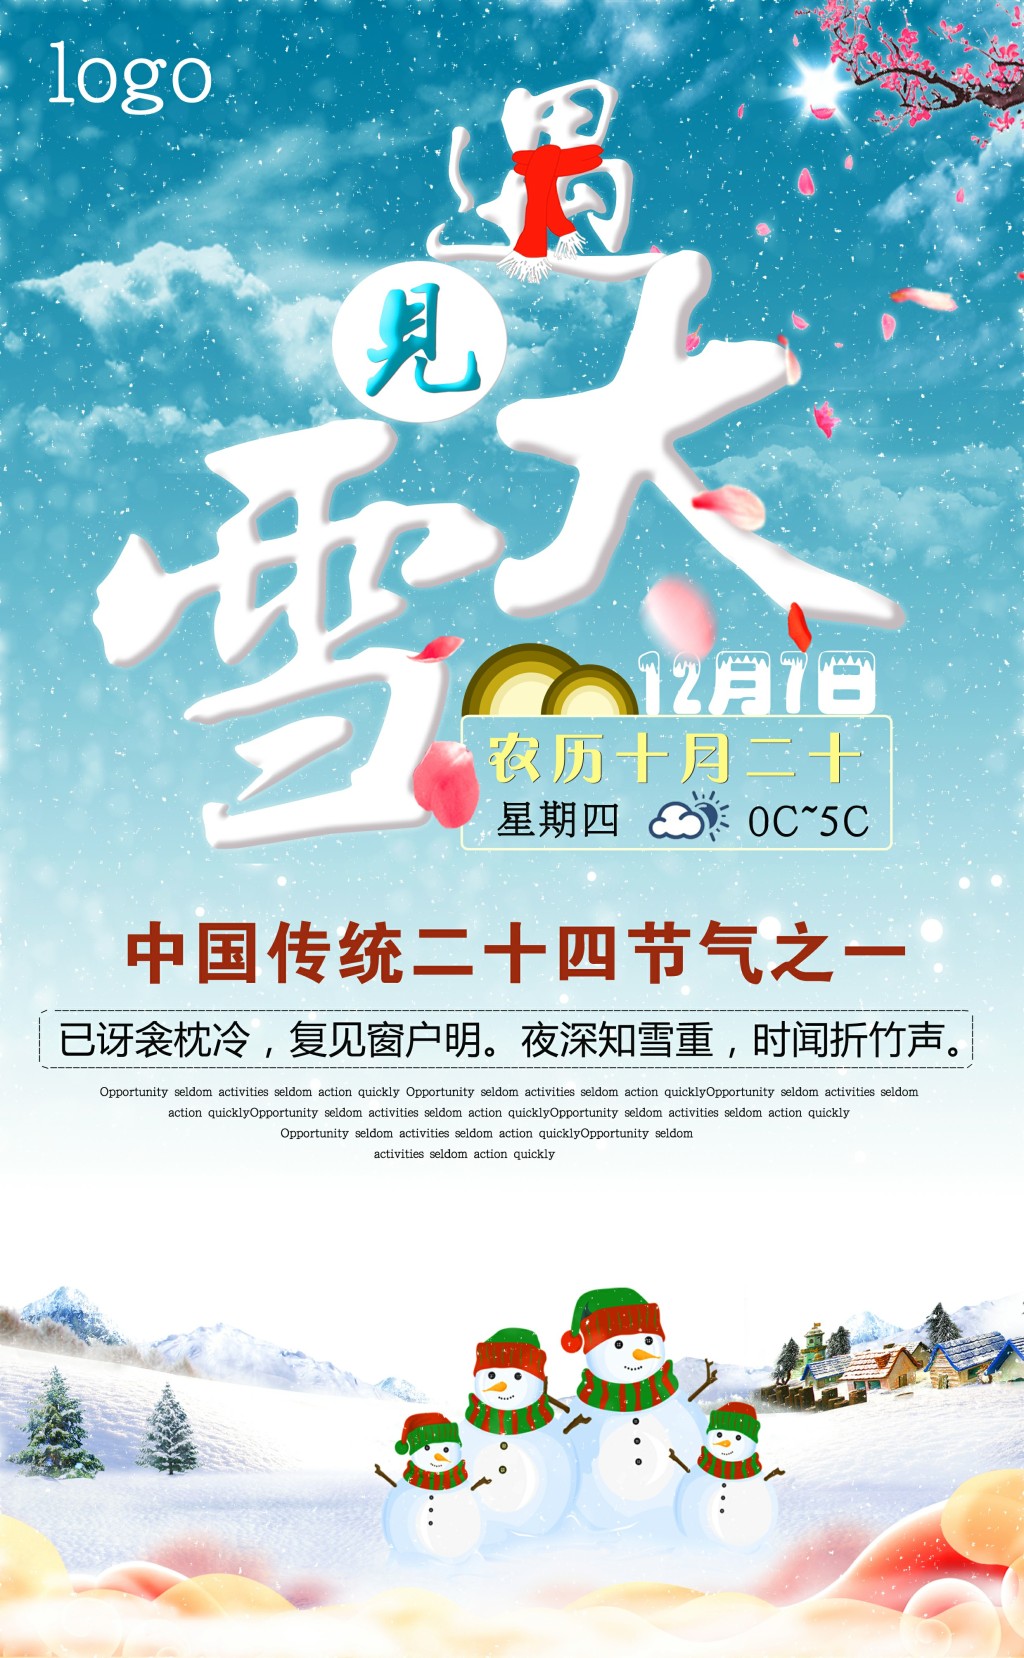 logo
遇
見
大
雪
12月7日
农历十月二十
星期四 0C~5C
中国传统二十四节气之一
已讶衾枕冷，复见窗户明。夜深知雪重，时闻折竹声。
Opportunity seldom activities seldom action quickly Opportunity seldom activities seldom action quicklyOpportunity seldom activities seldom
action quicklyOpportunity seldom activities seldom action quicklyOpportunity seldom activities seldom action quickly
Opportunity seldom activities seldom action quicklyOpportunity seldom
activities seldom action quickly